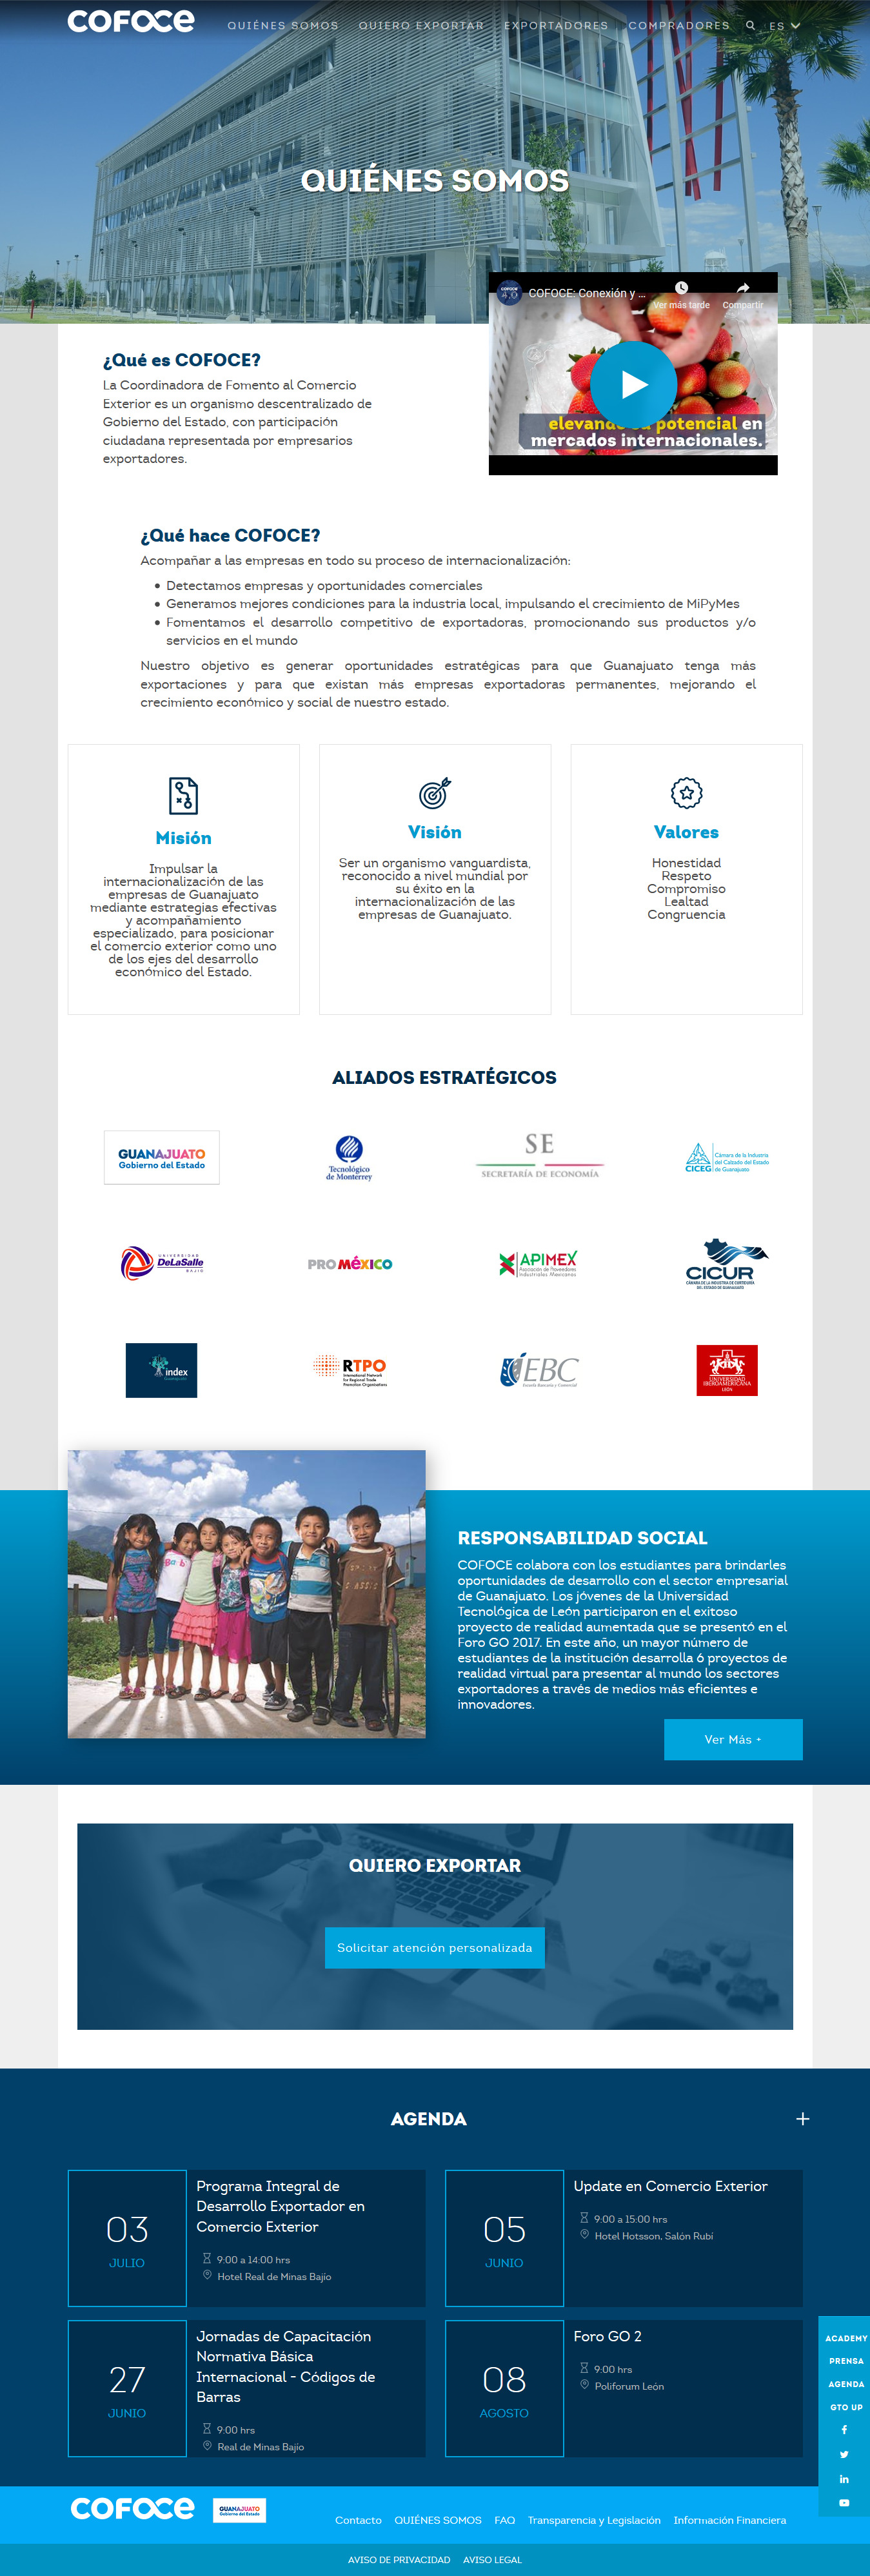 cofoce
QUIÉNES SOMOS
QUIERO EXPORTAR
EXPORTADORES
COMPRADORES
ES
QUIÉNES SOMOS
COFOCE: Conexión y ...
Ver más tarde
Compartir
elevando su potencial en
mercados internacionales.
¿Qué es COFOCE?
La Coordinadora de Fomento al Comercio
Exterior es un organismo descentralizado de
Gobierno del Estado, con participación
ciudadana representada por empresarios
exportadores.
¿Qué hace COFOCE?
Acompañar a las empresas en todo su proceso de internacionalización:
Detectamos empresas y oportunidades comerciales
Generamos mejores condiciones para la industria local, impulsando el crecimiento de MiPyMes
Fomentamos el desarrollo competitivo de exportadoras, promocionando sus productos y/o
servicios en el mundo
Nuestro objetivo es generar oportunidades estratégicas para que Guanajuato tenga más
exportaciones y para que existan más empresas exportadoras permanentes, mejorando el
crecimiento económico y social de nuestro estado.
Misión
Impulsar la
internacionalización de las
empresas de Guanajuato
mediante estrategias efectivas
y acompañamiento
especializado, para posicionar
el comercio exterior como uno
de los ejes del desarrollo
económico del Estado.
Visión
Ser un organismo vanguardista,
reconocido a nivel mundial por
su éxito en la
internacionalización de las
empresas de Guanajuato.
Valores
Honestidad
Respeto
Compromiso
Lealtad
Congruencia
ALIADOS ESTRATÉGICOS
GUANAJUATO
Gobierno del Estado
Tecnológico
de Monterrey
SE
SECRETARÍA DE ECONOMÍA
CICEG
Cámara de la Industria
del Calzado del Estado
de Guanajuato
UNIVERSIDAD
DeLaSalle
BAJÍO
PROMéXICO
APIMEX
Asociación de Proveedores
Industriales Mexicanos
CICUR
CÁMARA DE LA INDUSTRIA DE CURTIDURÍA
DEL ESTADO DE GUANAJUATO
index
Guanajuato
RTPO
International Network
for Regional Trade
Promotion Organizations
EBC
Escuela Bancaria y Comercial
UNIVERSIDAD
IBEROAMERICANA
LEÓN
RESPONSABILIDAD SOCIAL
COFOCE colabora con los estudiantes para brindarles
oportunidades de desarrollo con el sector empresarial
de Guanajuato. Los jóvenes de la Universidad
Tecnológica de León participaron en el exitoso
proyecto de realidad aumentada que se presentó en el
Foro GO 2017. En este año, un mayor número de
estudiantes de la institución desarrolla 6 proyectos de
realidad virtual para presentar al mundo los sectores
exportadores a través de medios más eficientes e
innovadores.
Ver Más +
QUIERO EXPORTAR
Solicitar atención personalizada
AGENDA
+
03
JULIO
Programa Integral de
Desarrollo Exportador en
Comercio Exterior
9:00 a 14:00 hrs
Hotel Real de Minas Bajío
05
JUNIO
Update en Comercio Exterior
9:00 a 15:00 hrs
Hotel Hotsson, Salón Rubí
27
JUNIO
Jornadas de Capacitación
Normativa Básica
Internacional - Códigos de
Barras
9:00 hrs
Real de Minas Bajío
08
AGOSTO
Foro GO 2
9:00 hrs
Poliforum León
ACADEMY
PRENSA
AGENDA
GTO UP
cofoce
GUANAJUATO
Gobierno del Estado
Contacto
QUIÉNES SOMOS
FAQ
Transparencia y Legislación
Información Financiera
AVISO DE PRIVACIDAD
AVISO LEGAL